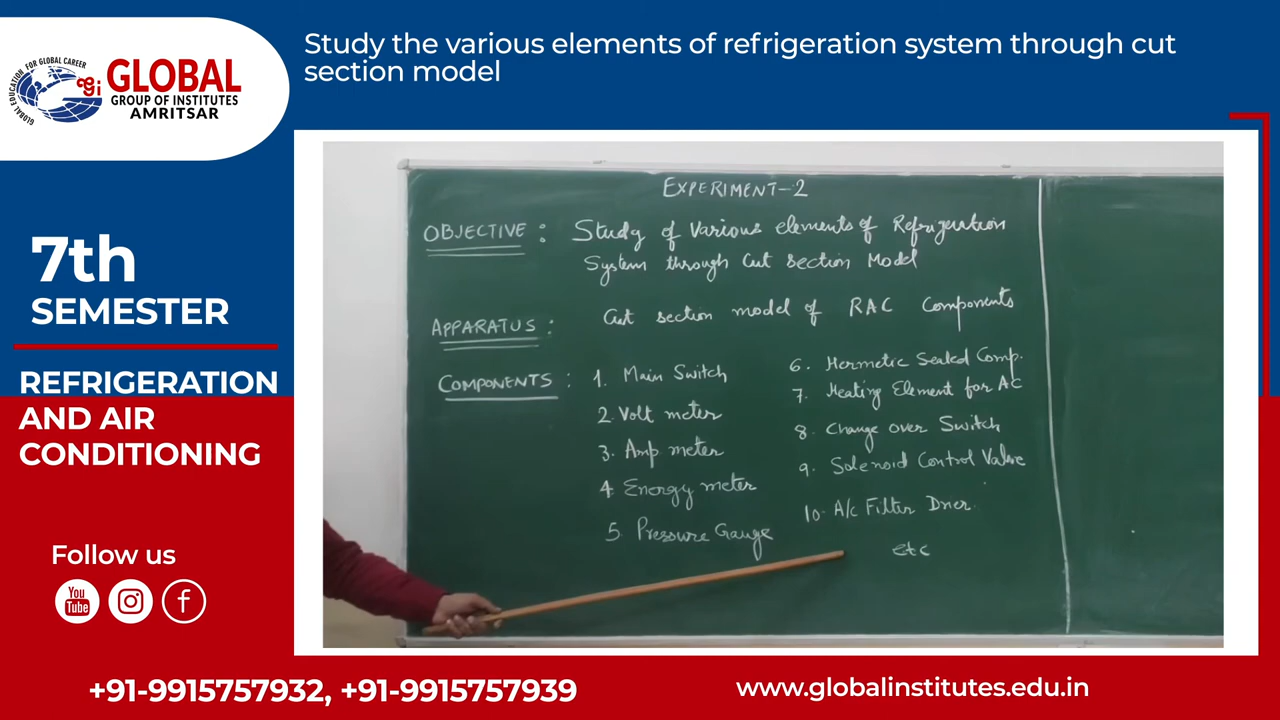 GLOBAL EDUCATION FOR GLOBAL CAREER
ggi
GLOBAL
GROUP OF INSTITUTES
AMRITSAR
Study the various elements of refrigeration system through cut
section model
7th
SEMESTER
REFRIGERATION
AND AIR
CONDITIONING
Follow us
You
Tube
f
EXPERIMENT-2
OBJECTIVE : Study of Various elements of Refrigeration
System through Cut section Model
APPARATUS : Cut section model of RAC Components
COMPONENTS : 1. Main Switch
2. Volt meter
3. Amp meter
4 Energy meter
5. Pressure Gauge
6. Hermetic Sealed Comp.
7. Heating Element for AC
8. Change over Switch
9. Solenoid Control Valve
10. A/c Filter Drier
etc
+91-9915757932, +91-9915757939
www.globalinstitutes.edu.in